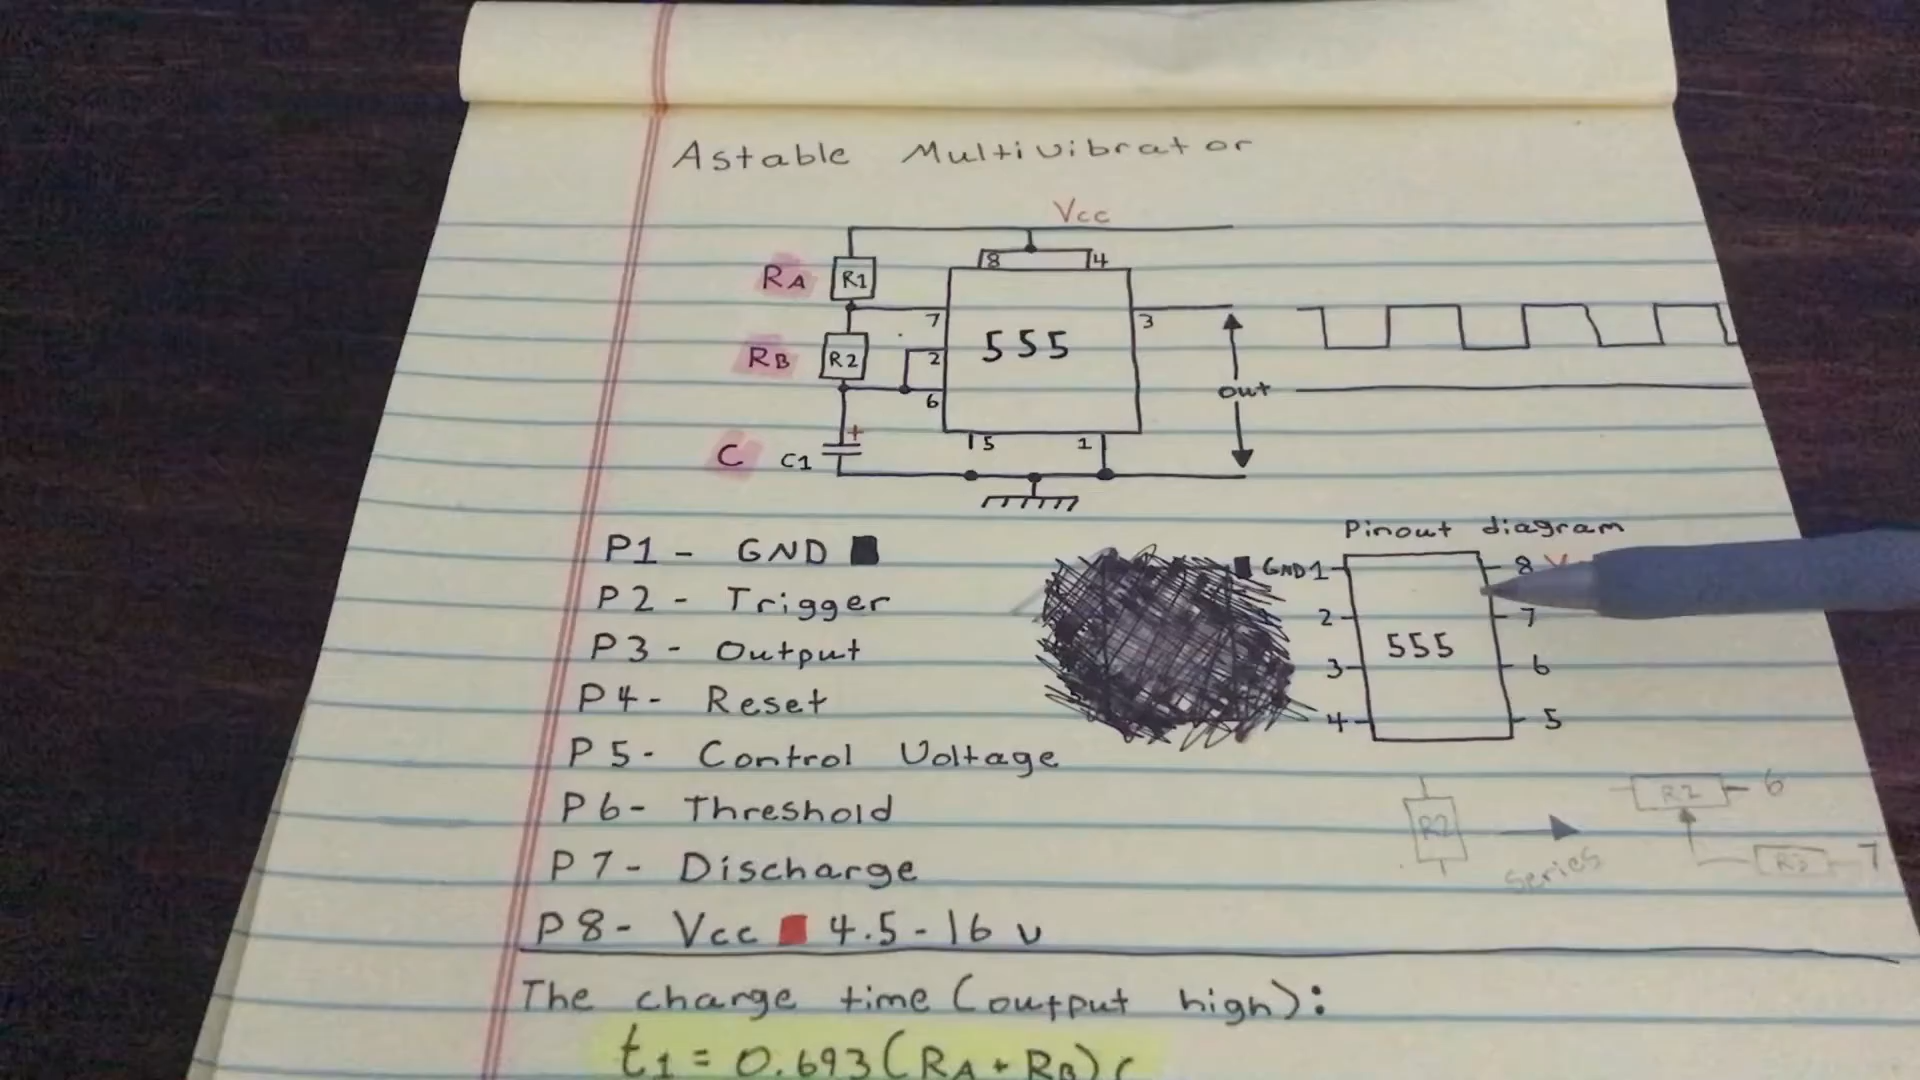 Astable Multivibrator
Vcc
8 4
RA R1
7 3
RB R2 2 555
out
6
+
C C1 5 1
Pinout diagram
P1 - GND
GND 1 8
P2 - Trigger
2 7
P3 - Output
3 555 6
P4 - Reset
4 5
P5 - Control Voltage
P6 - Threshold
R2 R2 6
series 7
P7 - Discharge
P8 - Vcc 4.5 - 16 v
The charge time (output high):
t1 = 0.693 (RA + RB) C